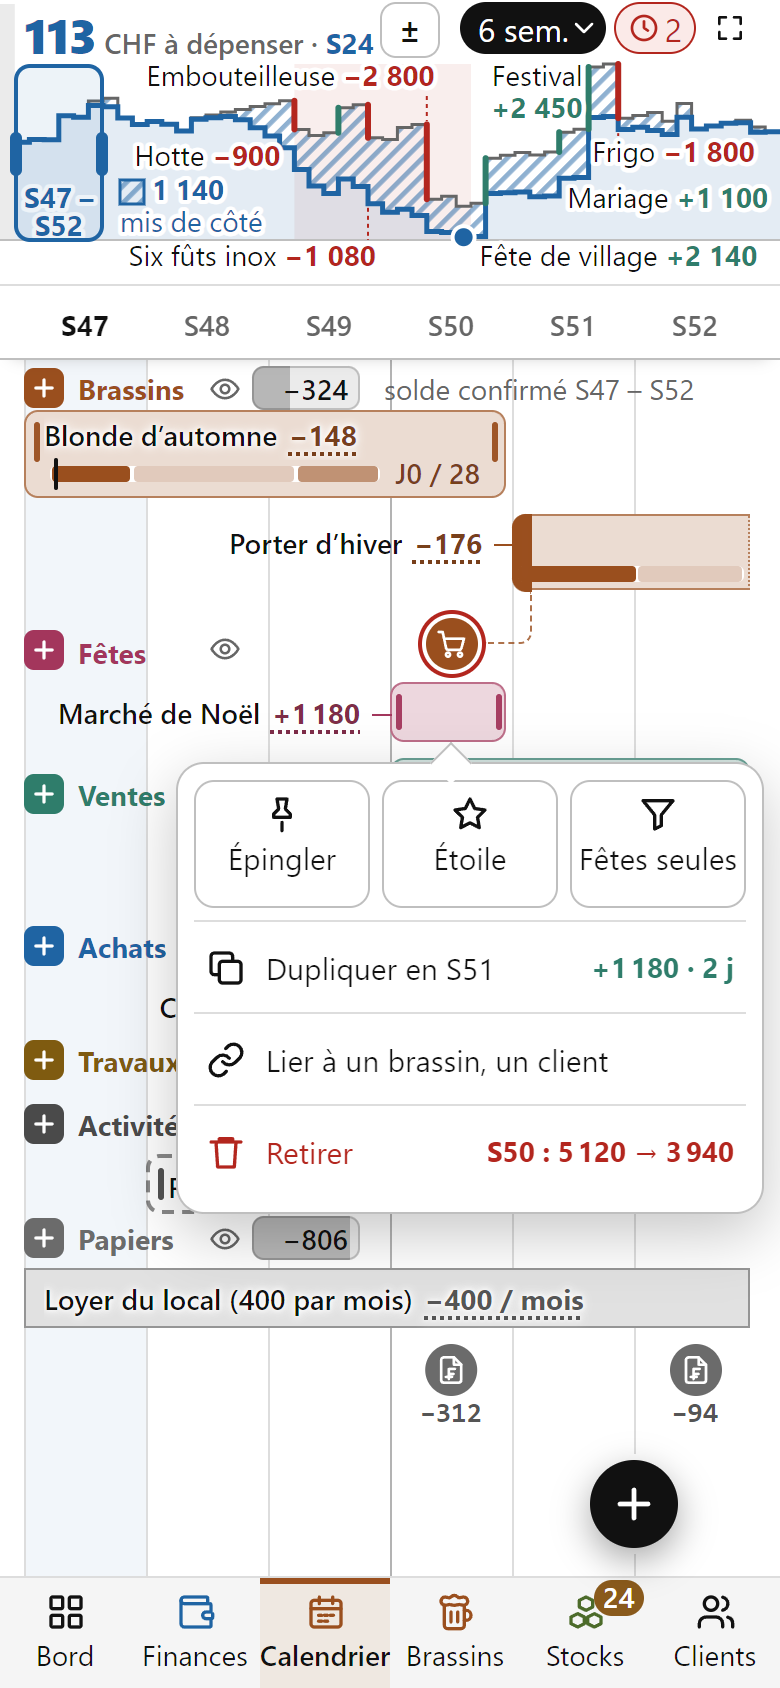 113 CHF à dépenser · S24
±
6 sem.
2
Embouteilleuse −2 800
Festival
+2 450
Hotte −900
Frigo −1 800
S47 –
S52
1 140
mis de côté
Mariage +1 100
Six fûts inox −1 080
Fête de village +2 140
S47 S48 S49 S50 S51 S52
Brassins −324 solde confirmé S47 – S52
Blonde d’automne −148
J0 / 28
Porter d’hiver −176
Fêtes
Marché de Noël +1 180
Ventes
Épingler
Étoile
Fêtes seules
Achats
Dupliquer en S51 +1 180 · 2 j
C
Travaux
Lier à un brassin, un client
Activité
Retirer S50 : 5 120 → 3 940
Papiers −806
Loyer du local (400 par mois) −400 / mois
−312
−94
24
Bord
Finances
Calendrier
Brassins
Stocks
Clients